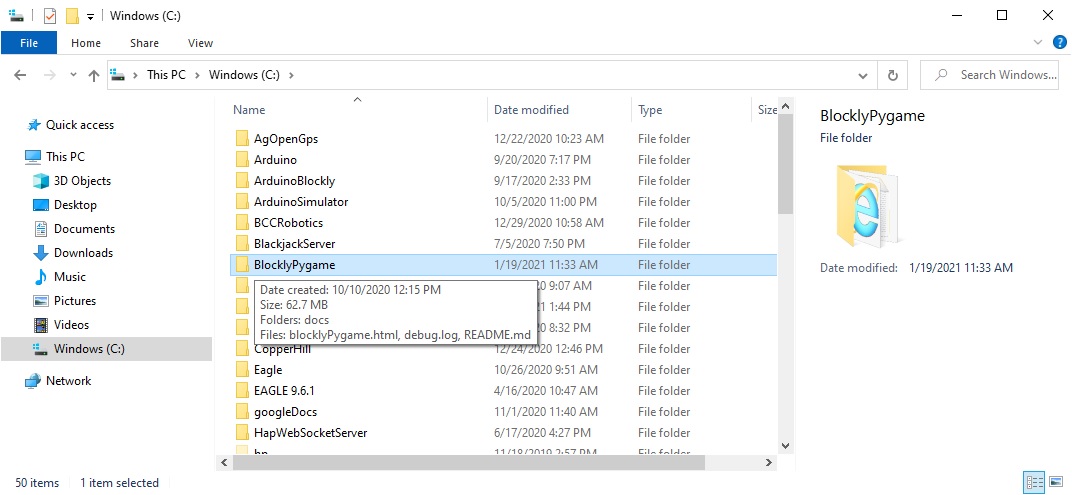 Windows (C:)
File Home Share View
This PC Windows (C:) Search Windows...
Name Date modified Type Size
Quick access
This PC
3D Objects
Desktop
Documents
Downloads
Music
Pictures
Videos
Windows (C:)
Network
AgOpenGps 12/22/2020 10:23 AM File folder
Arduino 9/20/2020 7:17 PM File folder
ArduinoBlockly 9/17/2020 2:33 PM File folder
ArduinoSimulator 10/5/2020 11:00 PM File folder
BCCRobotics 12/29/2020 10:58 AM File folder
BlackjackServer 7/5/2020 7:50 PM File folder
BlocklyPygame 1/19/2021 11:33 AM File folder
20 9:07 AM File folder
1:44 PM File folder
20 8:32 PM File folder
Date created: 10/10/2020 12:15 PM
Size: 62.7 MB
Folders: docs
Files: blocklyPygame.html, debug.log, README.md
CopperHill 12/24/2020 12:46 PM File folder
Eagle 10/26/2020 9:51 AM File folder
EAGLE 9.6.1 4/16/2020 10:47 AM File folder
googleDocs 11/1/2020 11:40 AM File folder
HapWebSocketServer 6/17/2020 4:27 PM File folder
hp 11/18/2019 2:57 PM File folder
BlocklyPygame
File folder
Date modified: 1/19/2021 11:33 AM
50 items 1 item selected